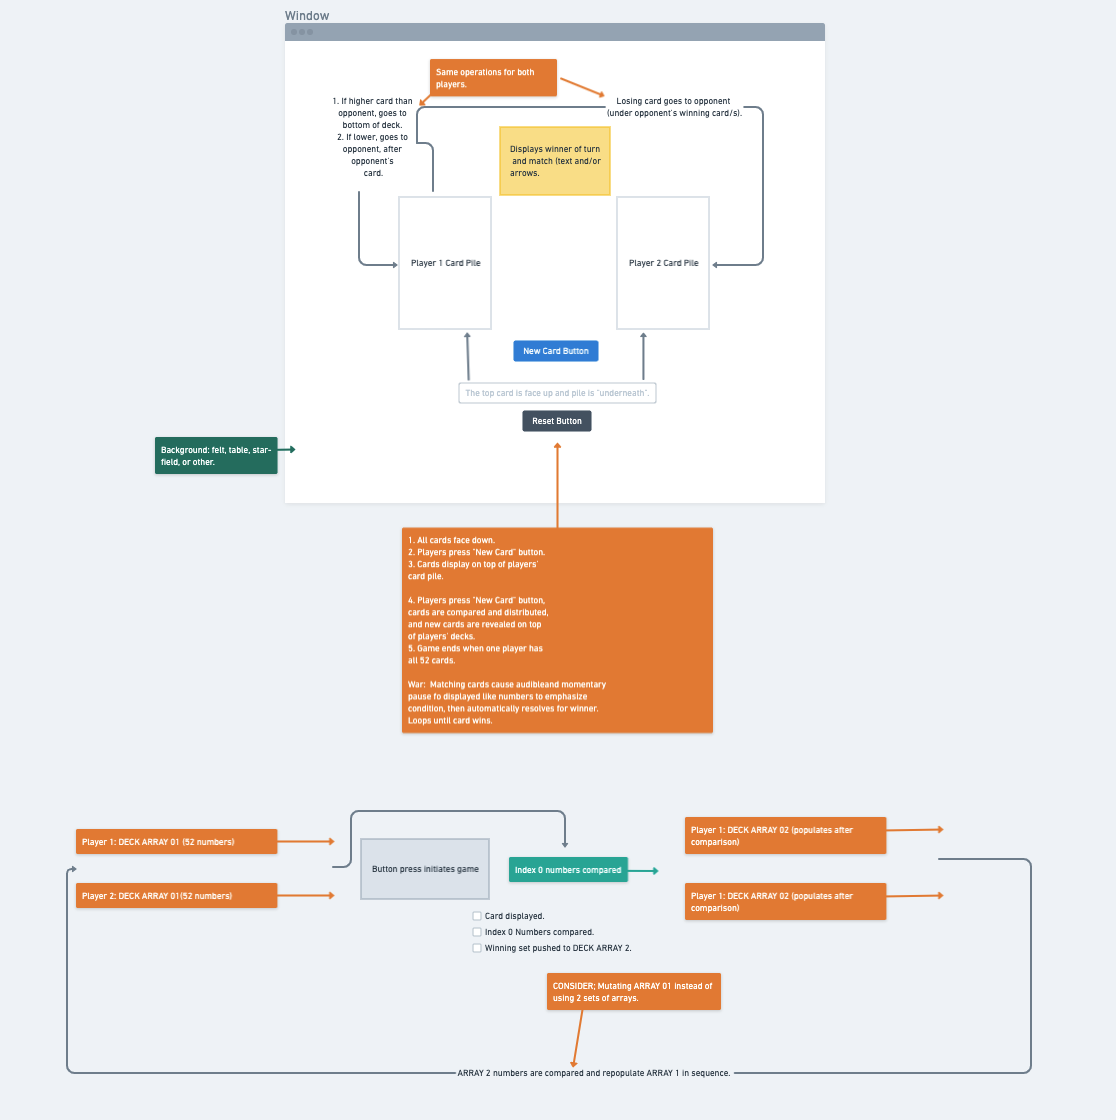 Window
Same operations for both
players.
1. If higher card than
opponent, goes to
bottom of deck.
2. If lower, goes to
opponent, after
opponent's
card.
Losing card goes to opponent
(under opponent's winning card/s).
Displays winner of turn
and match (text and/or
arrows.
Player 1 Card Pile
Player 2 Card Pile
New Card Button
The top card is face up and pile is "underneath".
Reset Button
Background: felt, table, star-
field, or other.
1. All cards face down.
2. Players press "New Card" button.
3. Cards display on top of players'
card pile.
4. Players press "New Card" button,
cards are compared and distributed,
and new cards are revealed on top
of players' decks.
5. Game ends when one player has
all 52 cards.
War: Matching cards cause audibleand momentary
pause fo displayed like numbers to emphasize
condition, then automatically resolves for winner.
Loops until card wins.
Player 1: DECK ARRAY 01 (52 numbers)
Player 2: DECK ARRAY 01(52 numbers)
Button press initiates game
Index 0 numbers compared
Player 1: DECK ARRAY 02 (populates after
comparison)
Player 1: DECK ARRAY 02 (populates after
comparison)
Card displayed.
Index 0 Numbers compared.
Winning set pushed to DECK ARRAY 2.
CONSIDER; Mutating ARRAY 01 instead of
using 2 sets of arrays.
ARRAY 2 numbers are compared and repopulate ARRAY 1 in sequence.